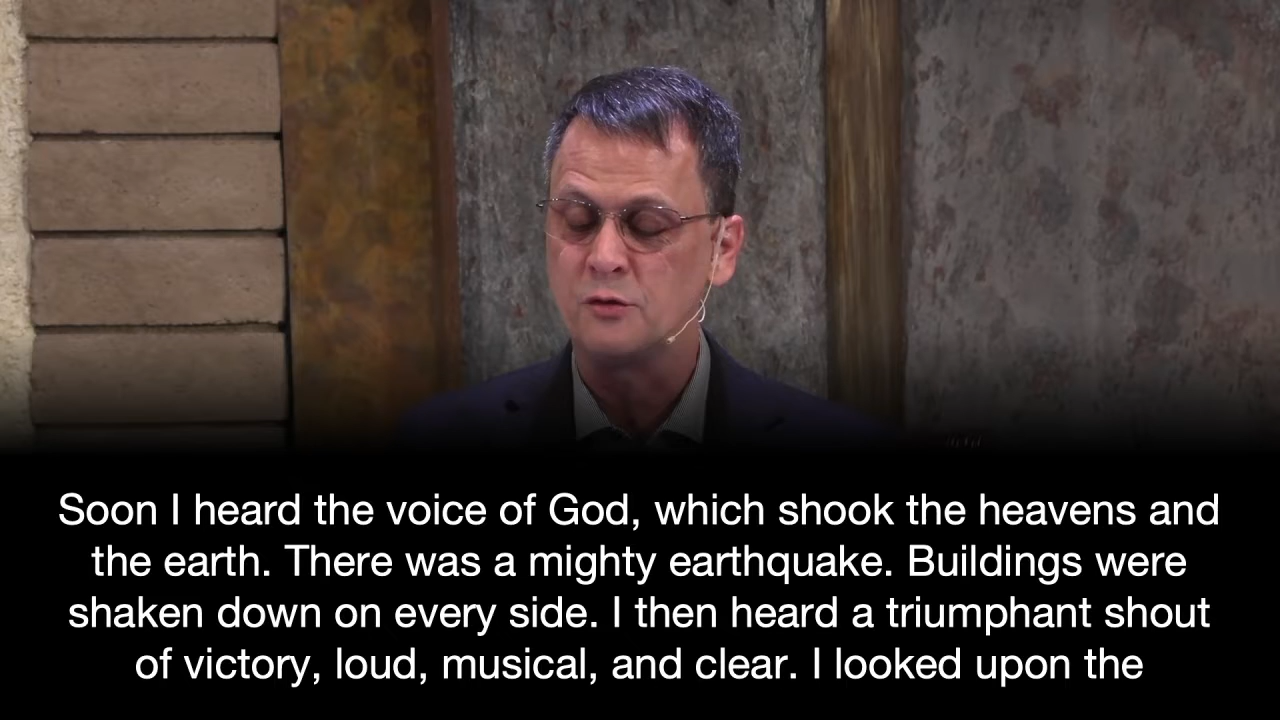 Soon I heard the voice of God, which shook the heavens and
the earth. There was a mighty earthquake. Buildings were
shaken down on every side. I then heard a triumphant shout
of victory, loud, musical, and clear. I looked upon the